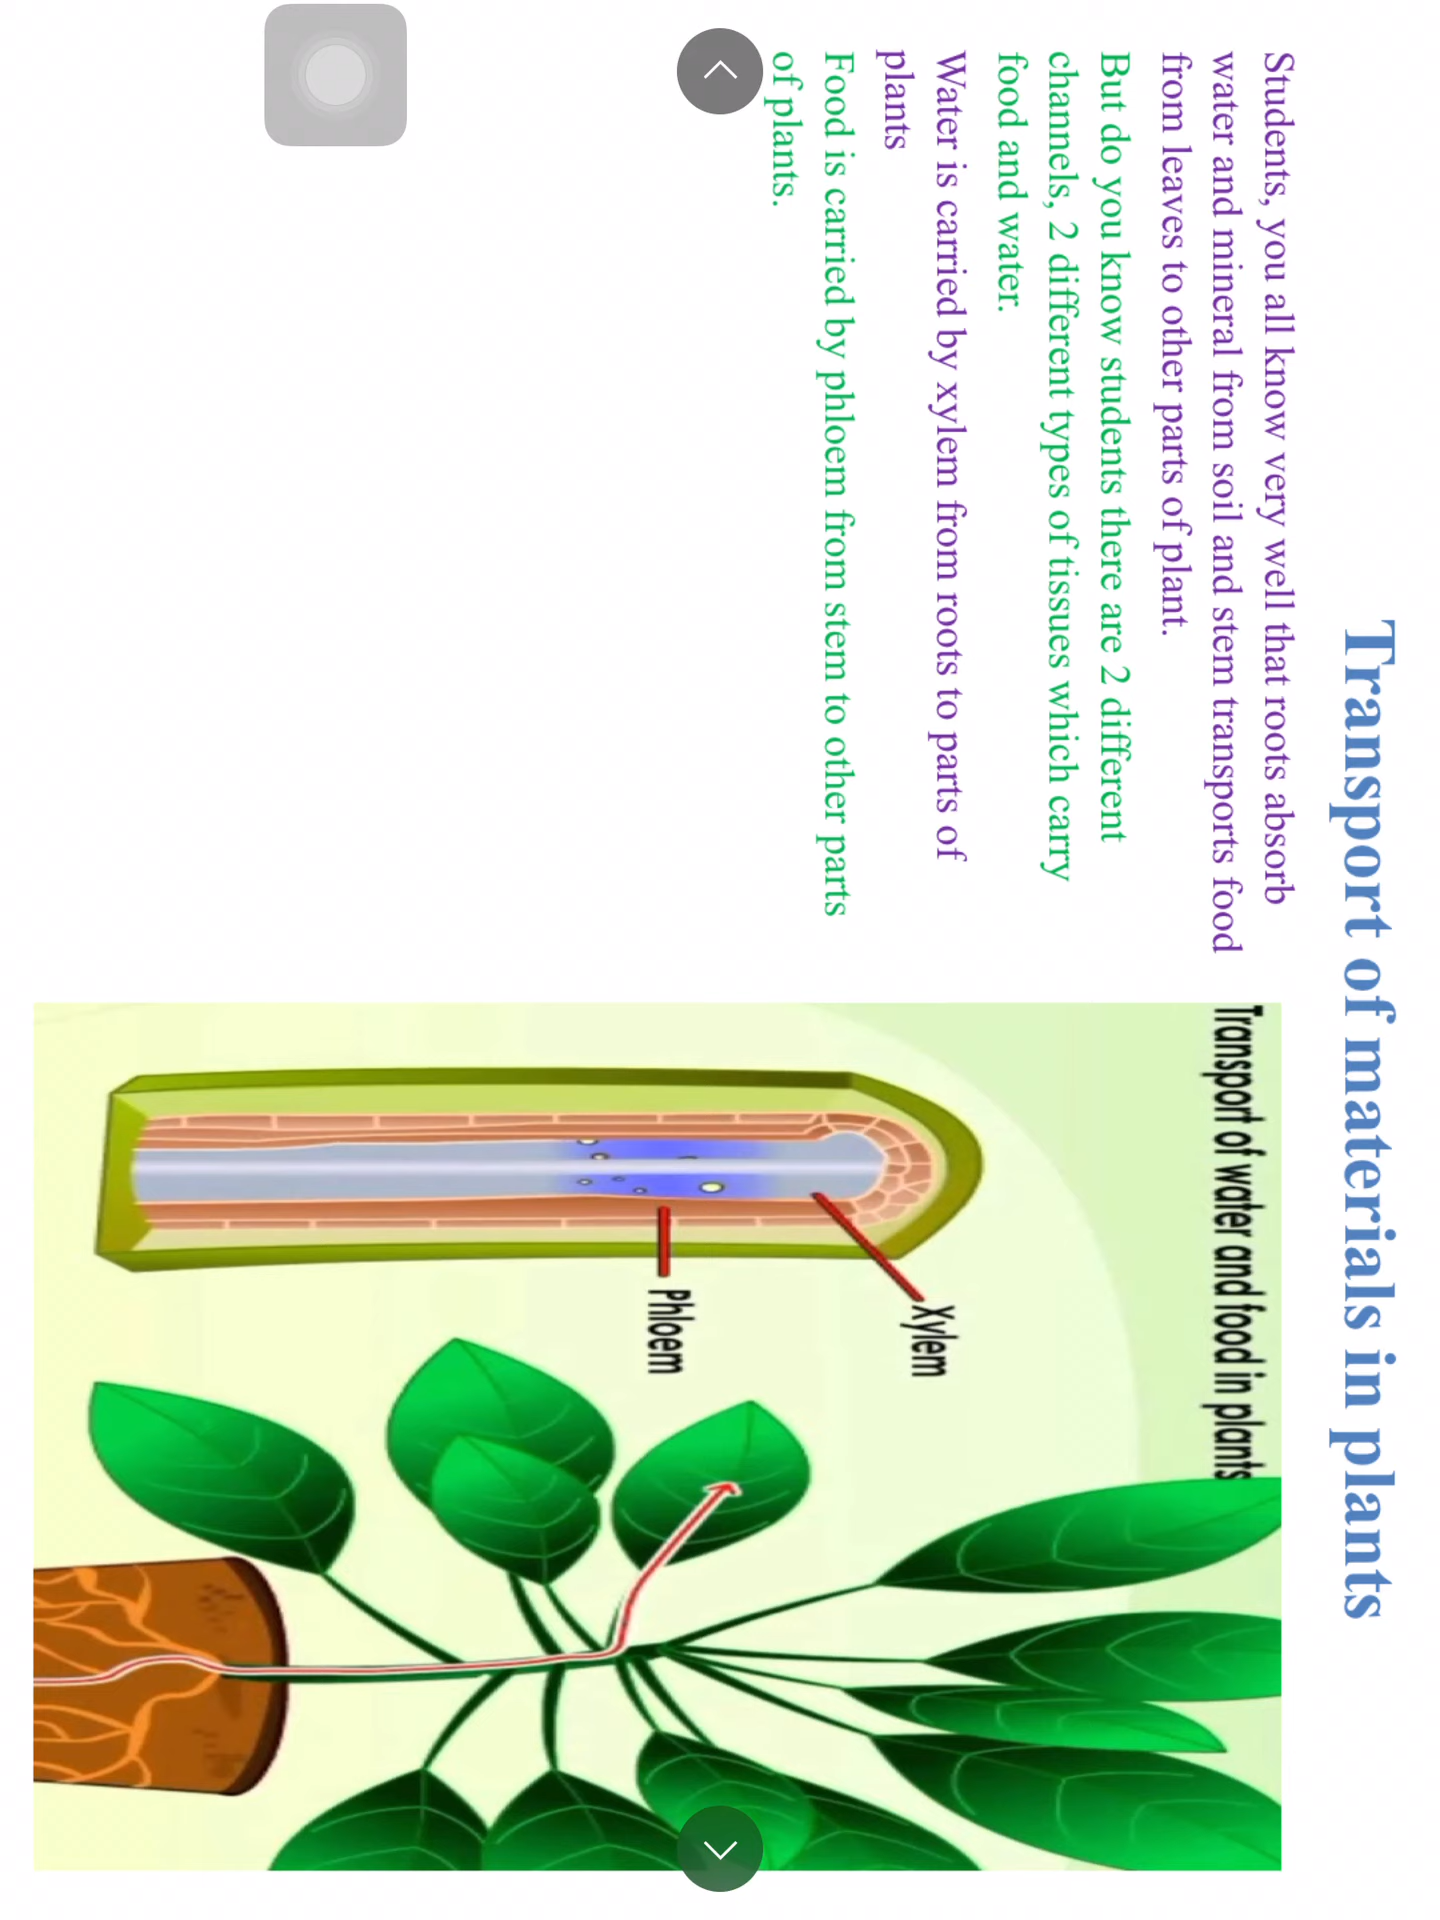 Transport of materials in plants
Students, you all know very well that roots absorb
water and mineral from soil and stem transports food
from leaves to other parts of plant.
But do you know students there are 2 different
channels, 2 different types of tissues which carry
food and water.
Water is carried by xylem from roots to parts of
plants
Food is carried by phloem from stem to other parts
of plants.
Transport of water and food in plants
Xylem
Phloem